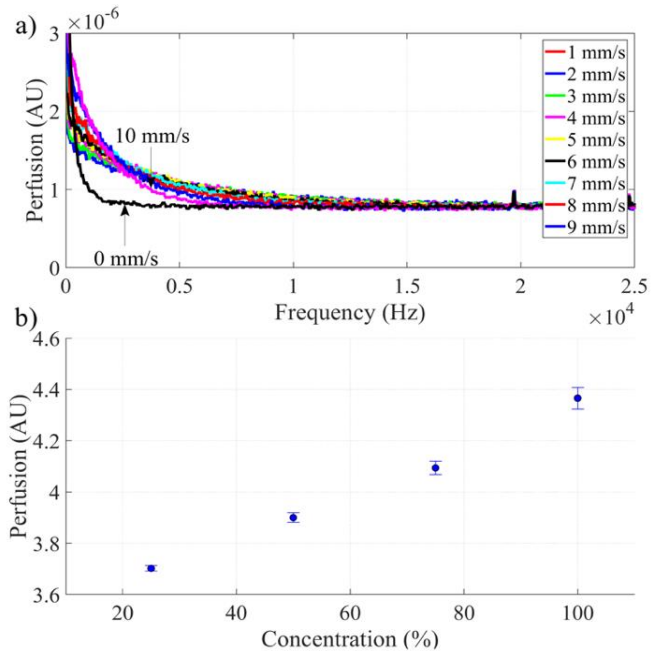 a)
×10⁻⁶
3
2
1
0
Perfusion (AU)
10 mm/s
0 mm/s
1 mm/s
2 mm/s
3 mm/s
4 mm/s
5 mm/s
6 mm/s
7 mm/s
8 mm/s
9 mm/s
0 0.5 1 1.5 2 2.5
Frequency (Hz)
×10⁴
b)
4.6
4.4
4.2
4
3.8
3.6
Perfusion (AU)
20 40 60 80 100
Concentration (%)